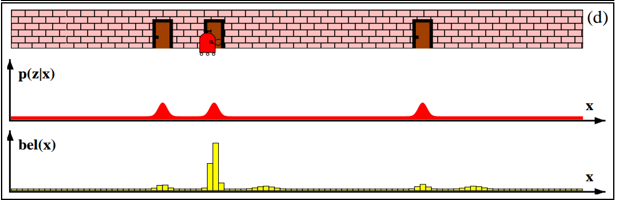 (d)
p(z|x)
x
bel(x)
x